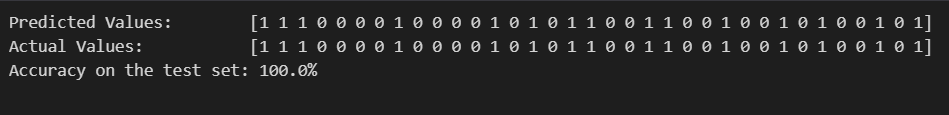 Predicted Values: [1 1 1 0 0 0 0 1 0 0 0 0 1 0 1 0 1 1 0 0 1 1 0 0 1 0 0 1 0 1 0 0 1 0 1]
Actual Values: [1 1 1 0 0 0 0 1 0 0 0 0 1 0 1 0 1 1 0 0 1 1 0 0 1 0 0 1 0 1 0 0 1 0 1]
Accuracy on the test set: 100.0%